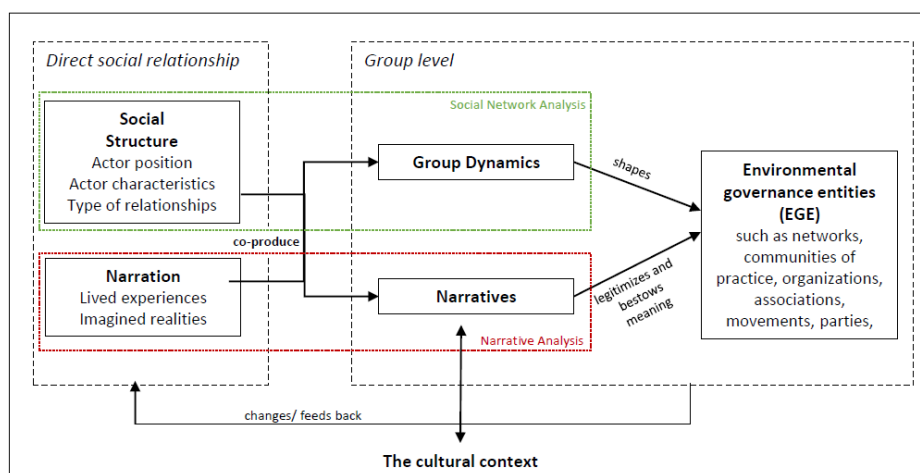 Direct social relationship
Group level
Social Network Analysis
Social
Structure
Actor position
Actor characteristics
Type of relationships
Group Dynamics
shapes
Environmental
governance entities
(EGE)
such as networks,
communities of
practice, organizations,
associations,
movements, parties,
co-produce
Narration
Lived experiences
Imagined realities
Narratives
legitimizes and
bestows
meaning
Narrative Analysis
changes/ feeds back
The cultural context